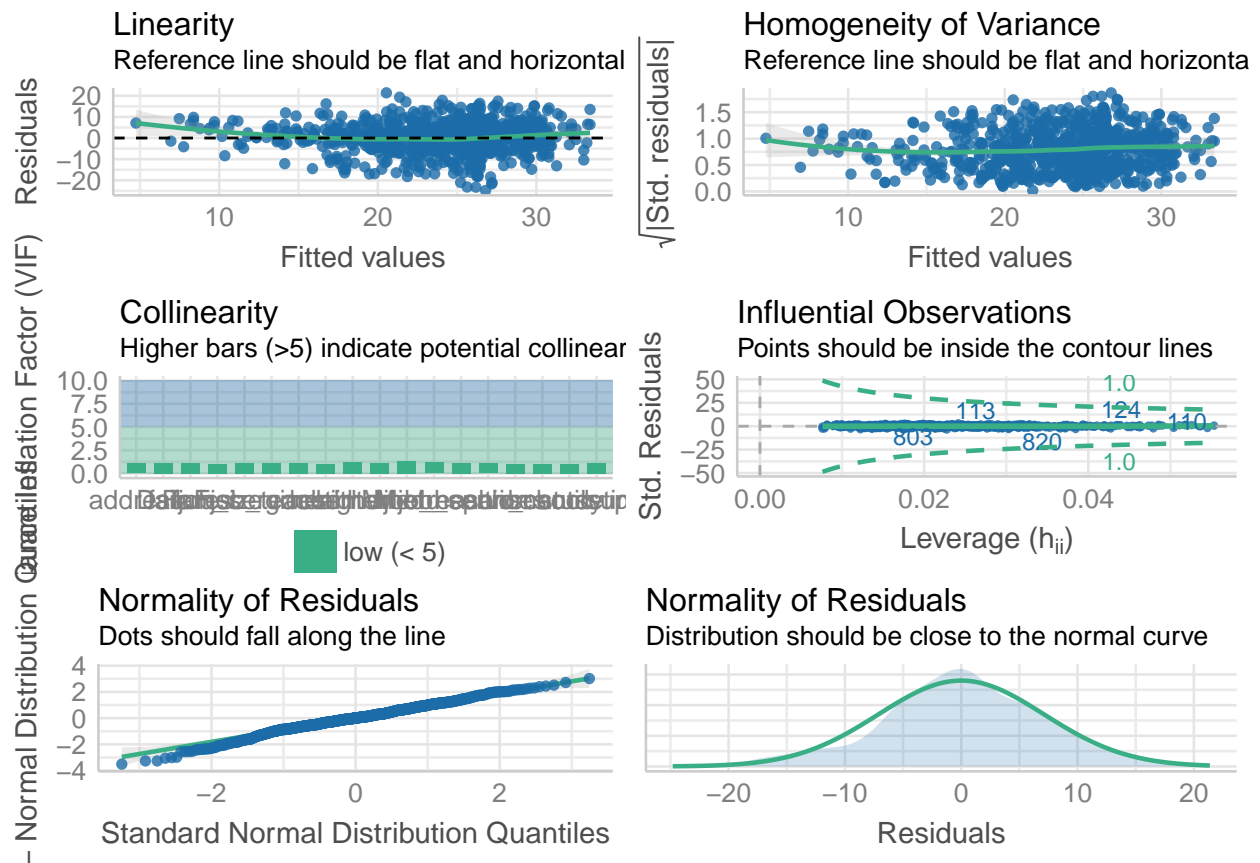 Linearity
Reference line should be flat and horizontal
Residuals
20
10
0
−10
−20
10
20
30
Fitted values
Homogeneity of Variance
Reference line should be flat and horizonta
√|Std. residuals|
1.5
1.0
0.5
0.0
10
20
30
Fitted values
Collinearity
Higher bars (>5) indicate potential collinear
Inflation Factor (VIF)
10.0
7.5
5.0
2.5
0.0
low (< 5)
Influential Observations
Points should be inside the contour lines
Std. Residuals
50
25
0
−25
−50
1.0
113
124
110
803
820
1.0
0.00
0.02
0.04
Leverage (hii)
Normality of Residuals
Dots should fall along the line
− Normal Distribution Quantiles
4
2
0
−2
−4
−2
0
2
Standard Normal Distribution Quantiles
Normality of Residuals
Distribution should be close to the normal curve
−20
−10
0
10
20
Residuals